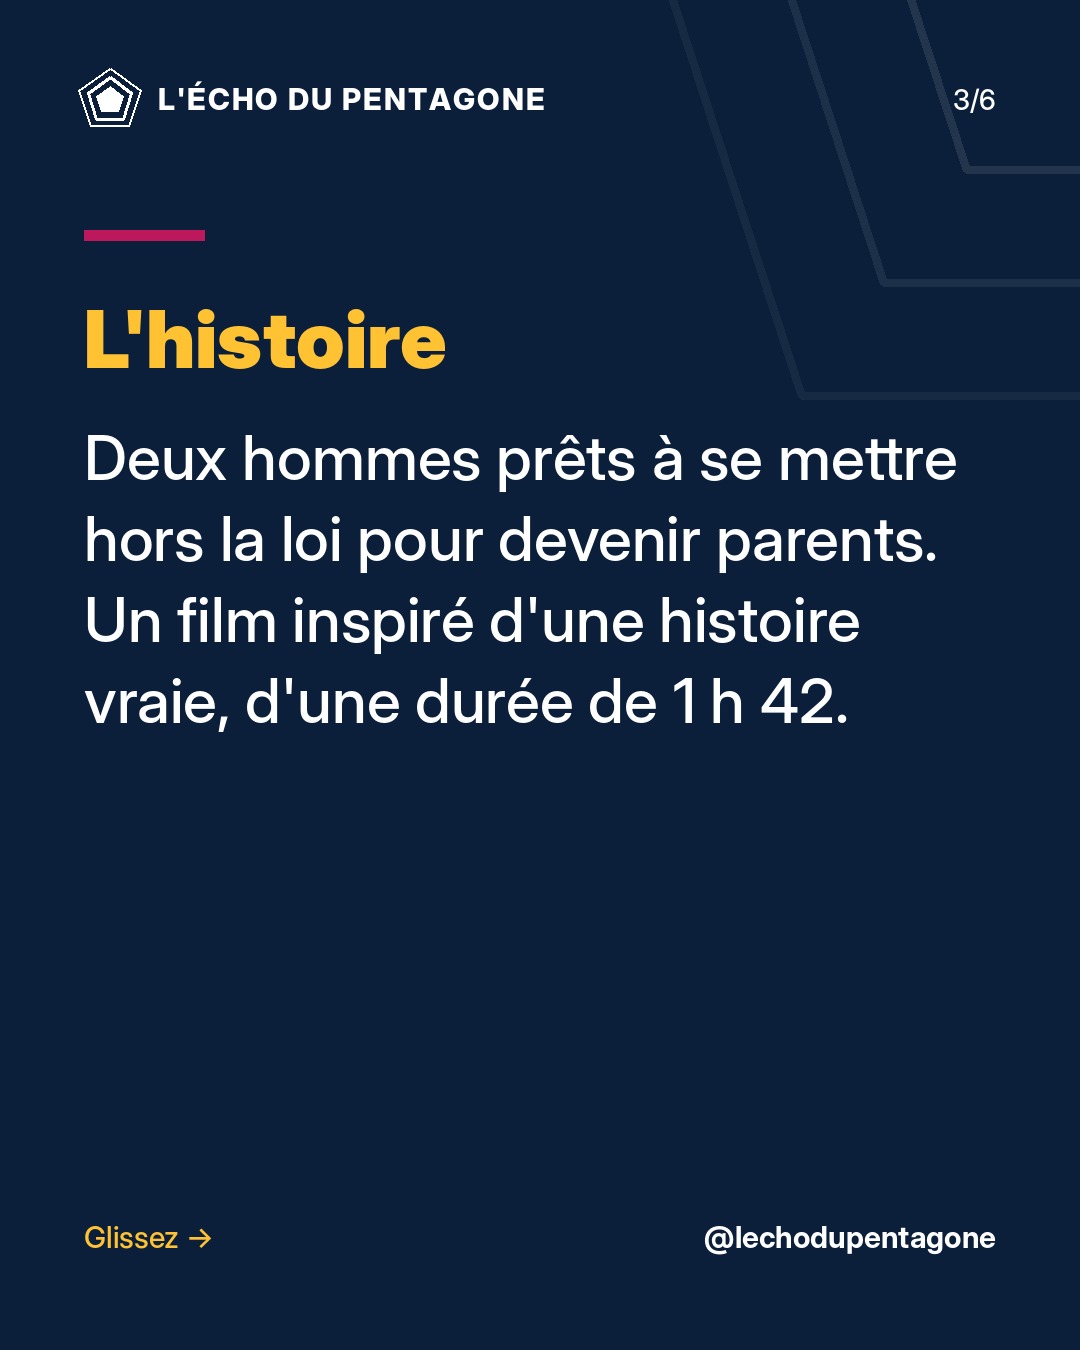 L'ÉCHO DU PENTAGONE
3/6
L'histoire
Deux hommes prêts à se mettre
hors la loi pour devenir parents.
Un film inspiré d'une histoire
vraie, d'une durée de 1 h 42.
Glissez →
@lechodupentagone